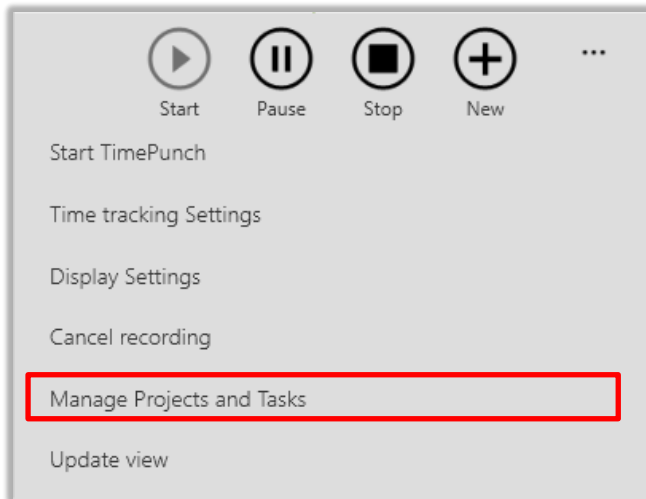 Start Pause Stop New
Start TimePunch
Time tracking Settings
Display Settings
Cancel recording
Manage Projects and Tasks
Update view